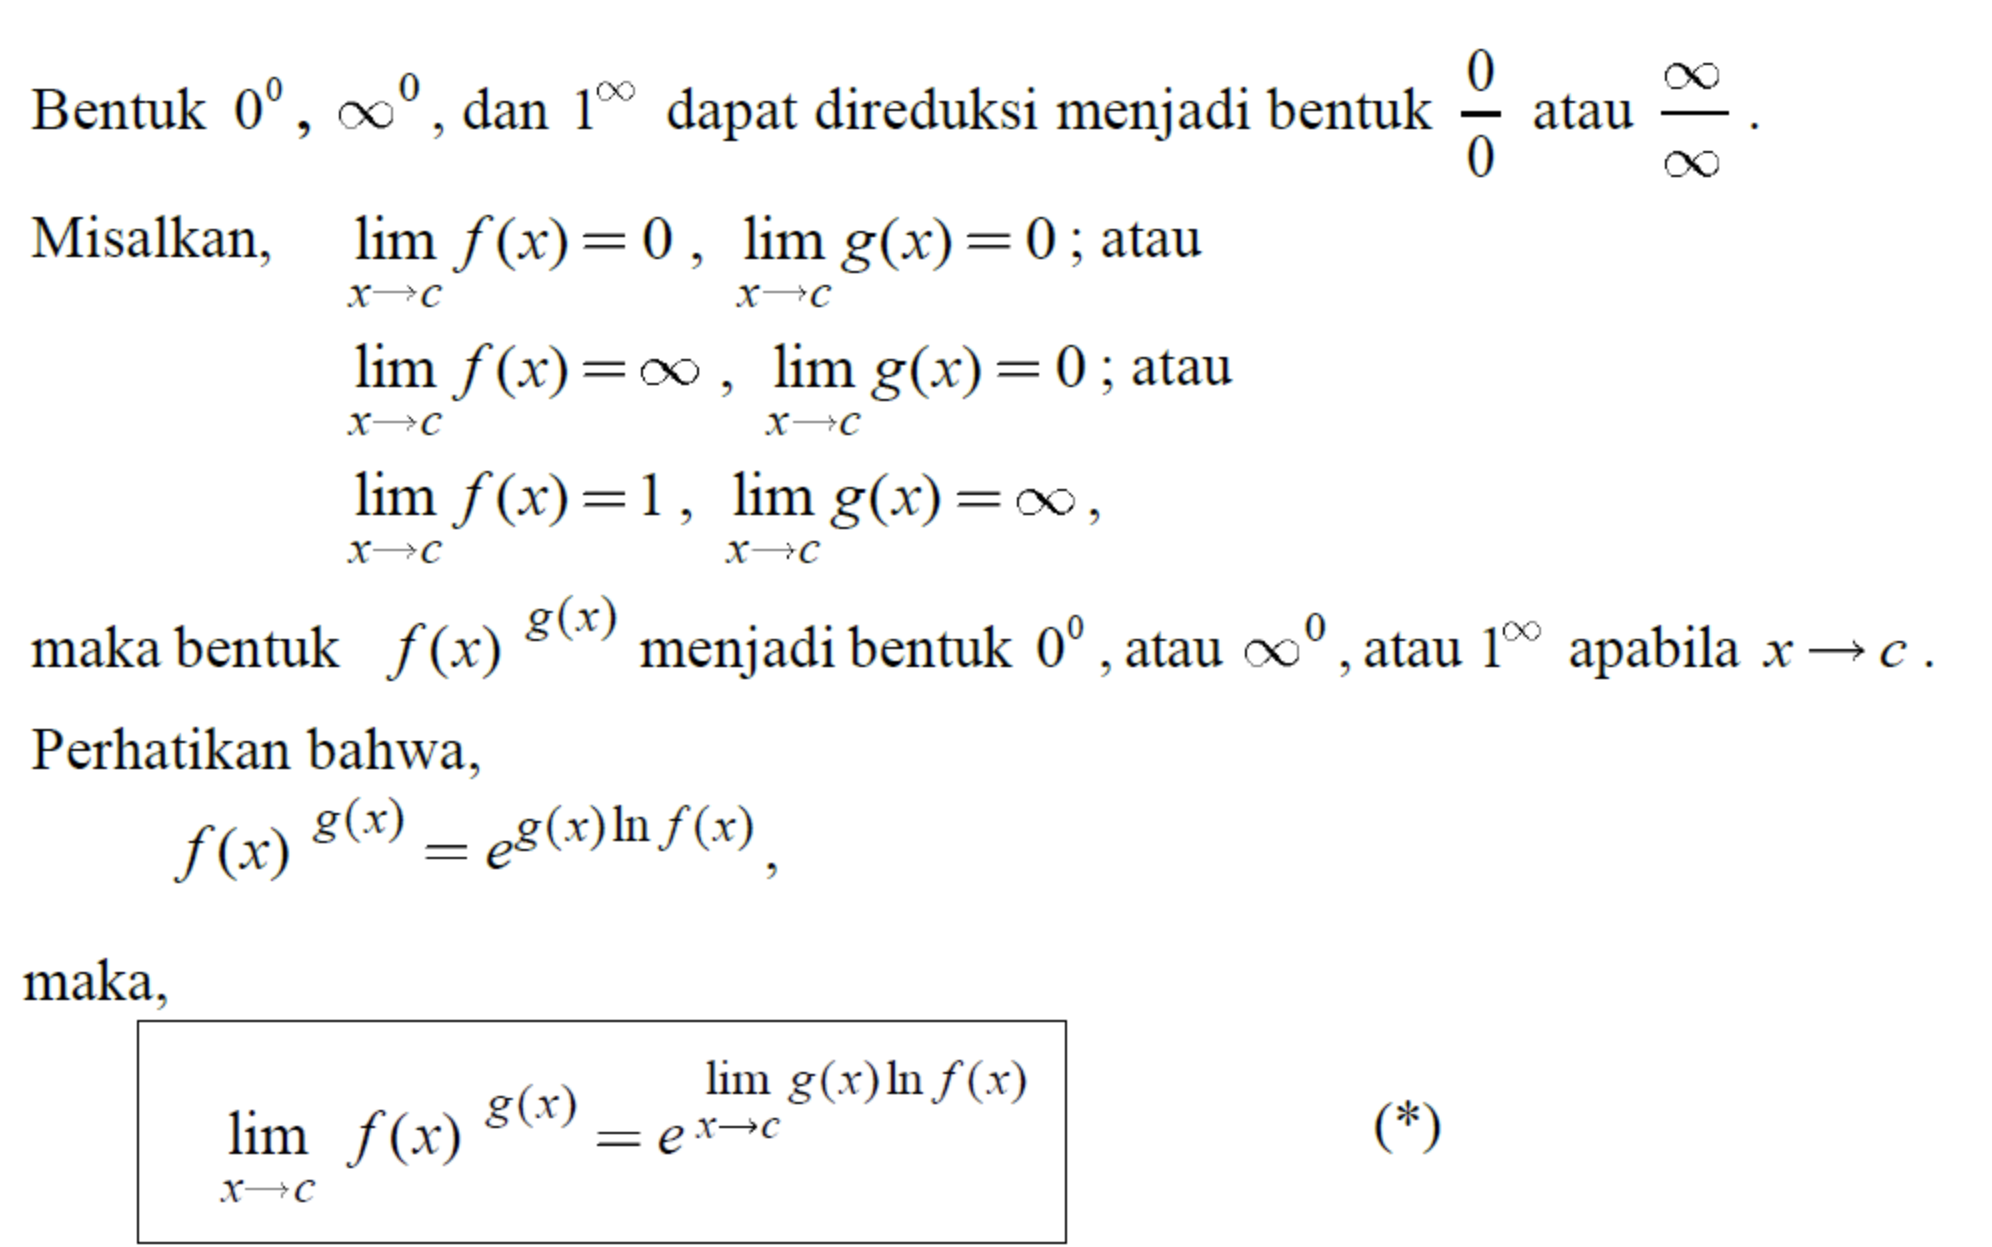 Bentuk 0⁰, ∞⁰, dan 1^∞ dapat direduksi menjadi bentuk 0/0 atau ∞/∞.
Misalkan, lim_{x→c} f(x) = 0, lim_{x→c} g(x) = 0; atau
lim_{x→c} f(x) = ∞, lim_{x→c} g(x) = 0; atau
lim_{x→c} f(x) = 1, lim_{x→c} g(x) = ∞,
maka bentuk f(x)^{g(x)} menjadi bentuk 0⁰, atau ∞⁰, atau 1^∞ apabila x → c.
Perhatikan bahwa,
f(x)^{g(x)} = e^{g(x) ln f(x)},
maka,
lim_{x→c} f(x)^{g(x)} = e^{lim_{x→c} g(x) ln f(x)} (*)